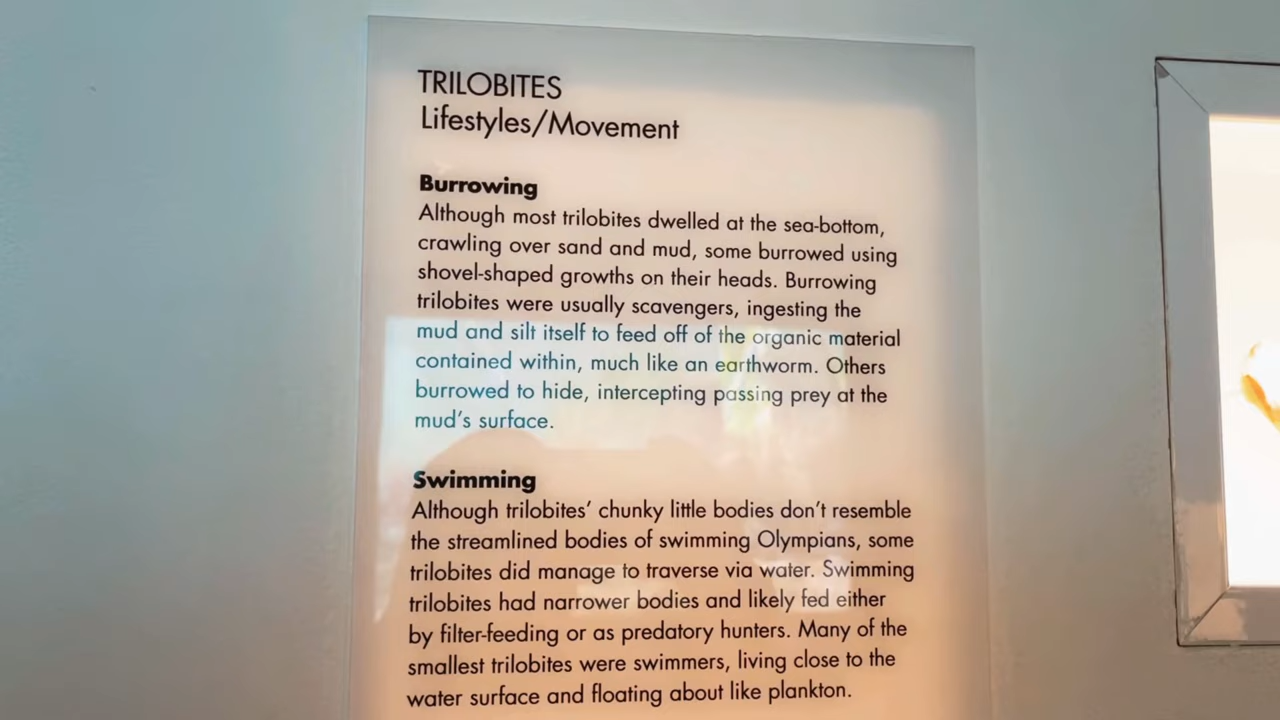 TRILOBITES
Lifestyles/Movement
Burrowing
Although most trilobites dwelled at the sea-bottom,
crawling over sand and mud, some burrowed using
shovel-shaped growths on their heads. Burrowing
trilobites were usually scavengers, ingesting the
mud and silt itself to feed off of the organic material
contained within, much like an earthworm. Others
burrowed to hide, intercepting passing prey at the
mud's surface.
Swimming
Although trilobites' chunky little bodies don't resemble
the streamlined bodies of swimming Olympians, some
trilobites did manage to traverse via water. Swimming
trilobites had narrower bodies and likely fed either
by filter-feeding or as predatory hunters. Many of the
smallest trilobites were swimmers, living close to the
water surface and floating about like plankton.